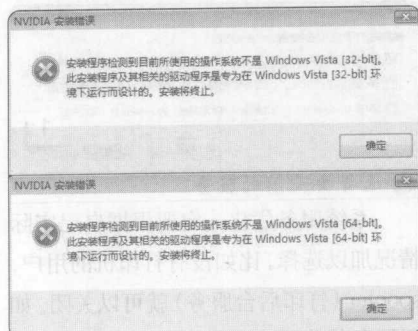 NVIDIA 安装错误
安装程序检测到目前所使用的操作系统不是 Windows Vista [32-bit]。
此安装程序及其相关的驱动程序是专为在 Windows Vista [32-bit] 环
境下运行而设计的。安装将终止。
确定
NVIDIA 安装错误
安装程序检测到目前所使用的操作系统不是 Windows Vista [64-bit]。
此安装程序及其相关的驱动程序是专为在 Windows Vista [64-bit] 环
境下运行而设计的。安装将终止。
确定